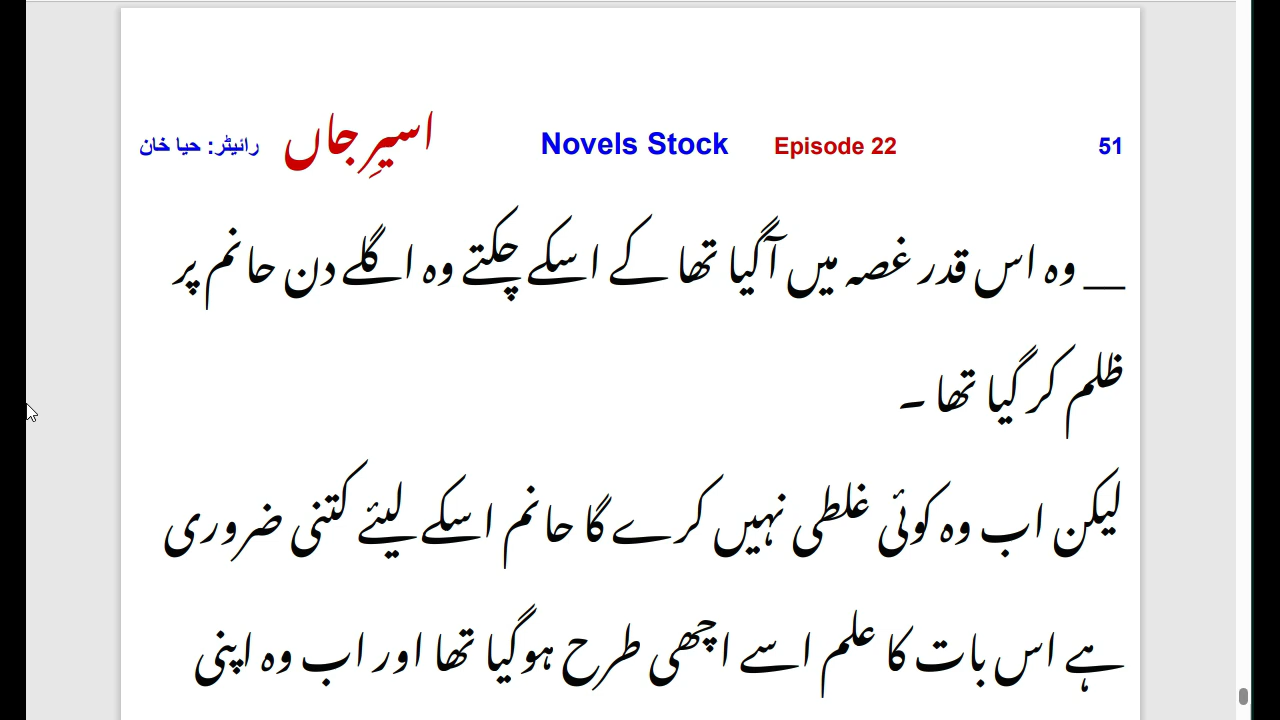 رائیٹر: حیا خان اسیرِ جاں Novels Stock Episode 22 51
__ وہ اس قدر غصہ میں آگیا تھا کے اسکے چکتے وہ اگلے دن حانم پر
ظلم کر گیا تھا ۔
لیکن اب وہ کوئی غلطی نہیں کرے گا حانم اسکے لیئے کتنی ضروری
ہے اس بات کا علم اسے اچھی طرح ہوگیا تھا اور اب وہ اپنی